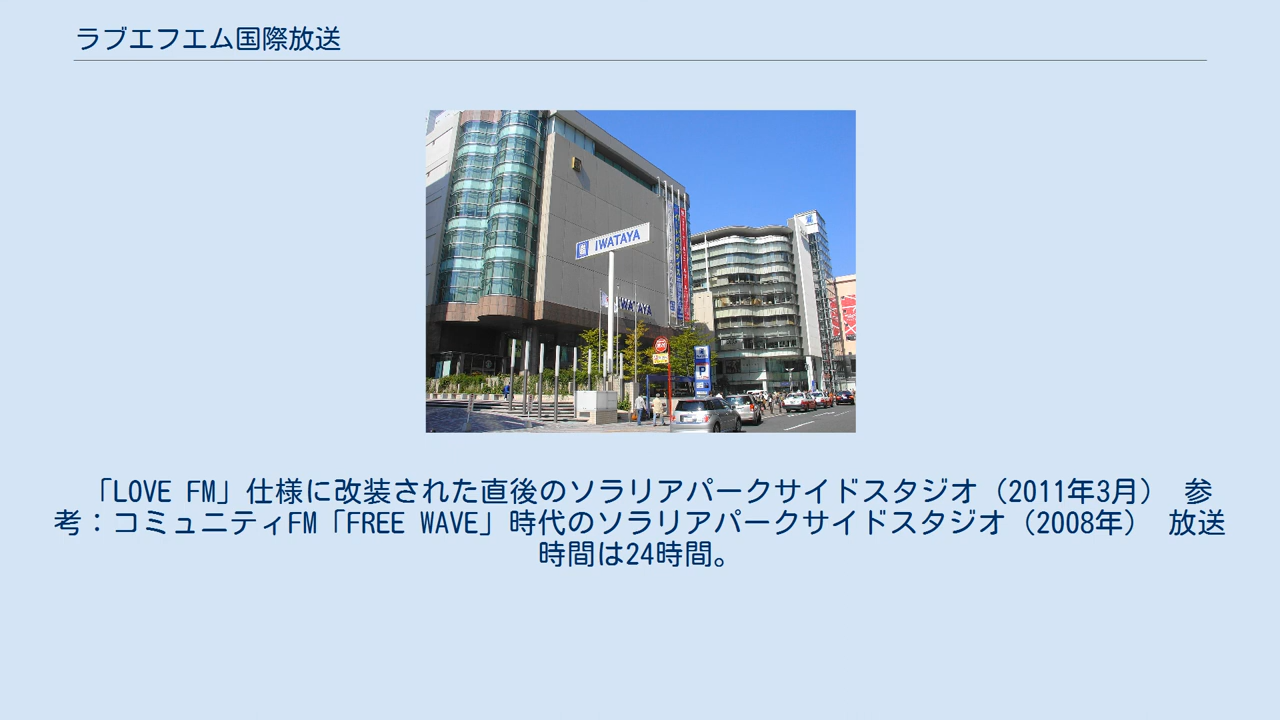 ラブエフエム国際放送
IWATAYA
IWATAYA
P
「LOVE FM」仕様に改装された直後のソラリアパークサイドスタジオ（2011年3月） 参
考：コミュニティFM「FREE WAVE」時代のソラリアパークサイドスタジオ（2008年） 放送
時間は24時間。